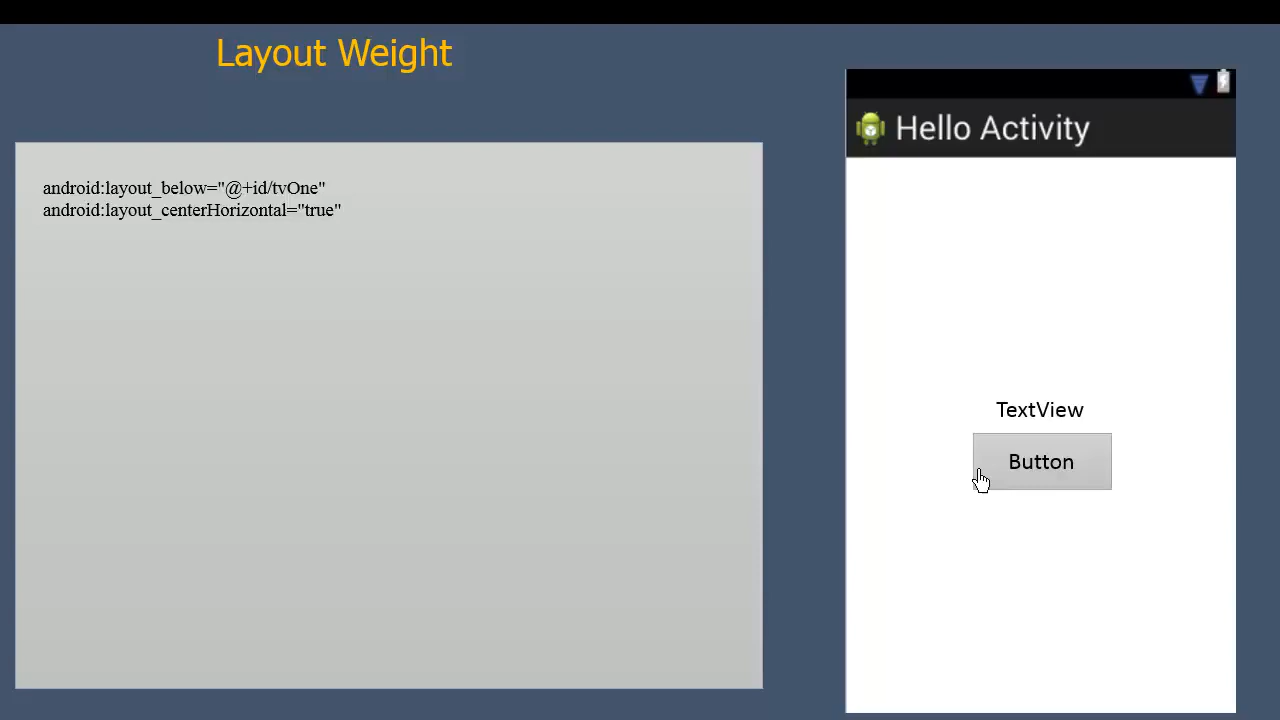 Layout Weight
android:layout_below="@+id/tvOne"
android:layout_centerHorizontal="true"
Hello Activity
TextView
Button